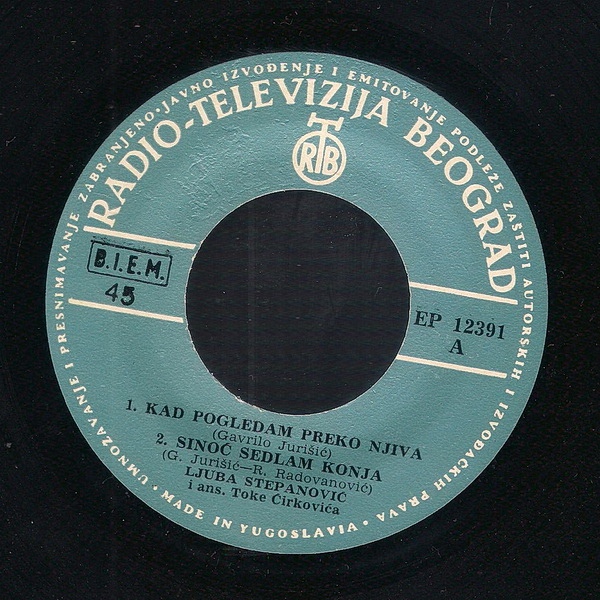 UMNOŽAVANJE I PRESNIMAVANJE ZABRANJENO • JAVNO IZVOĐENJE I EMITOVANJE PODLEŽE ZAŠTITI AUTORSKIH I IZVOĐAČKIH PRAVA •
RADIO-TELEVIZIJA BEOGRAD
RTB
B.I.E.M.
45
EP 12391
A
1. KAD POGLEDAM PREKO NJIVA
(Gavrilo Jurišić)
2. SINOĆ SEDLAM KONJA
(G. Jurišić—R. Radovanović)
LJUBA STEPANOVIĆ
i ans. Toke Ćirkovića
MADE IN YUGOSLAVIA •